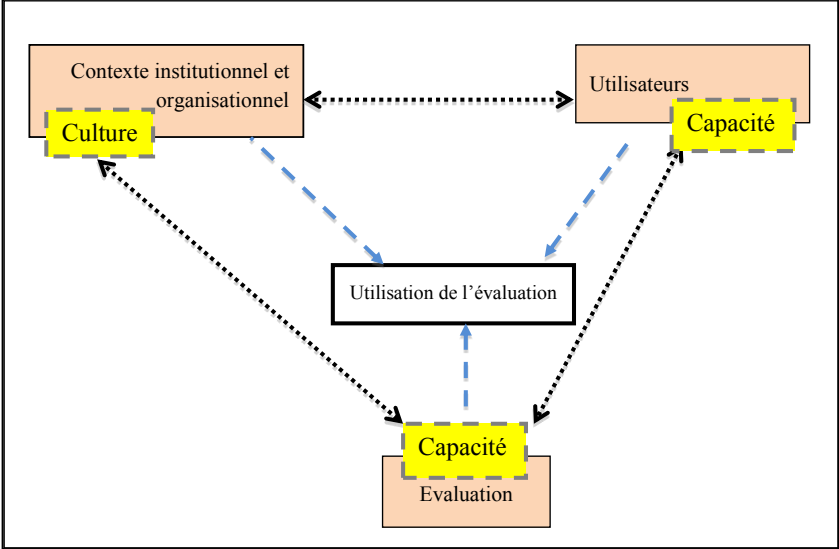 Contexte institutionnel et
organisationnel
Culture
Utilisateurs
Capacité
Utilisation de l’évaluation
Capacité
Evaluation